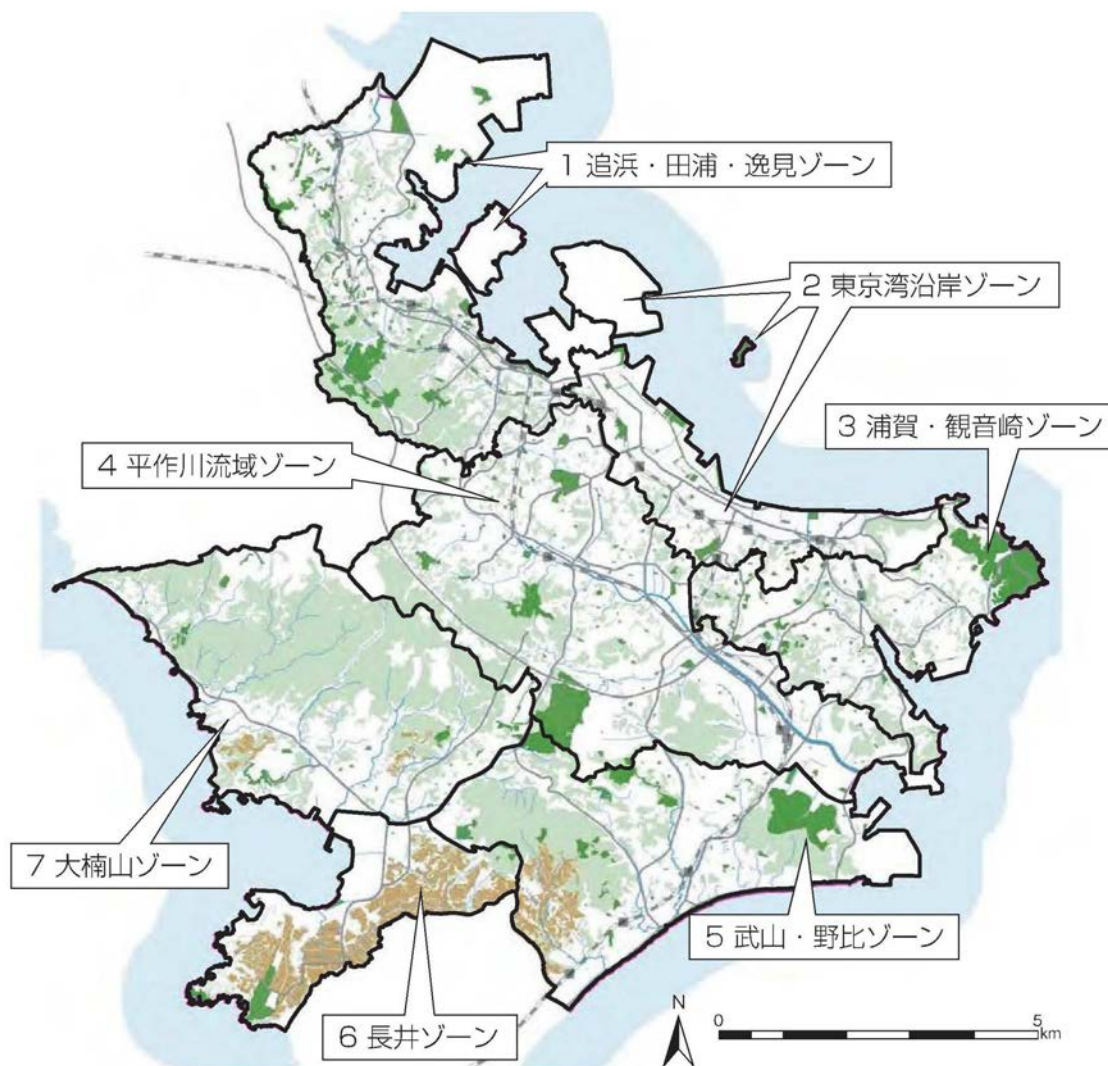 1 追浜・田浦・逸見ゾーン
2 東京湾沿岸ゾーン
3 浦賀・観音崎ゾーン
4 平作川流域ゾーン
7 大楠山ゾーン
5 武山・野比ゾーン
6 長井ゾーン
N
0 5
km